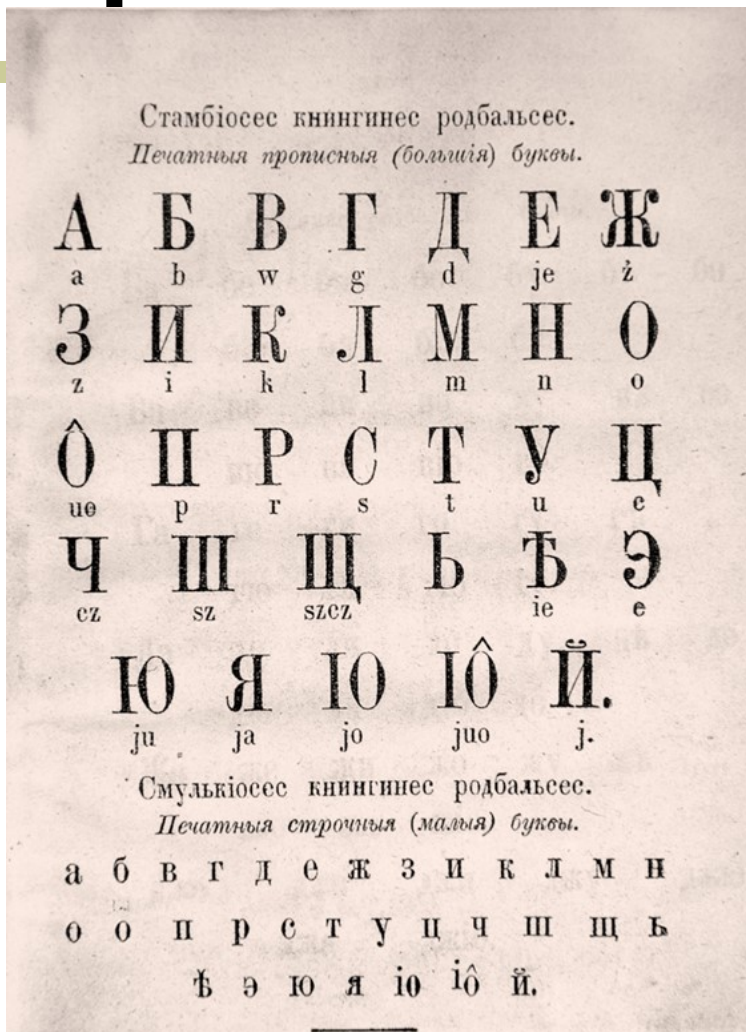 Стамбіосес кнингинес родбальсес.
Печатныя прописныя (большія) буквы.
А Б В Г Д Е Ж
a b w g d je ż
З И К Л М Н О
z i k l m n o
Ô П Р С Т У Ц
uo p r s t u c
Ч Ш Щ Ь Ѣ Э
cz sz szcz ie e
Ю Я ІО ІÔ Й.
ju ja jo juo j.
Смулькіосес кнингинес родбальсес.
Печатныя строчныя (малыя) буквы.
а б в г д е ж з и к л м н
о ô п р с т у ц ч ш щ ь
ѣ э ю я іо іô й.